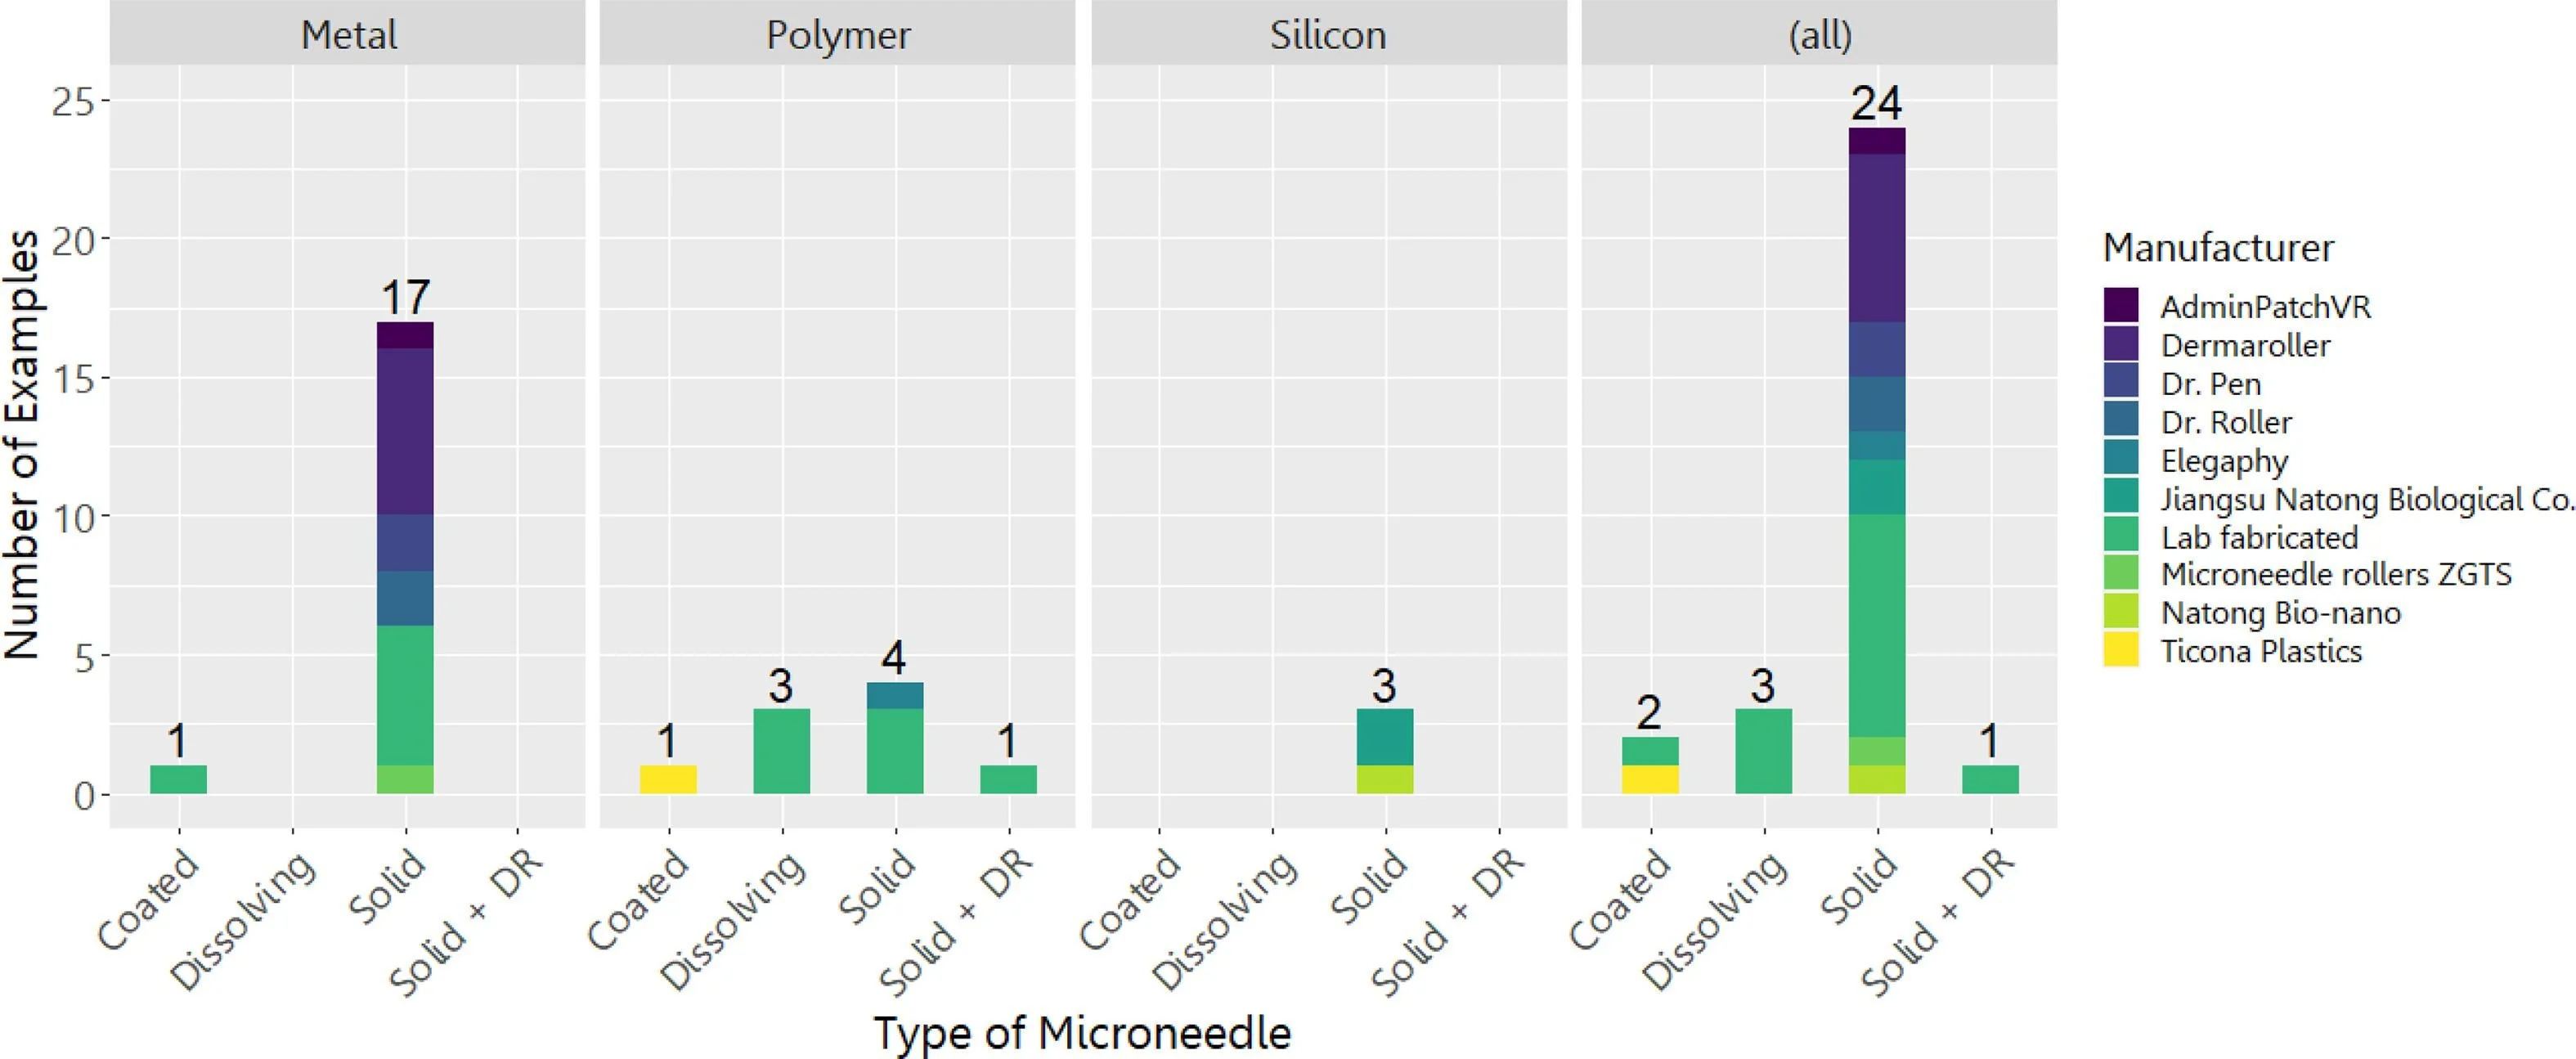 Metal
Polymer
Silicon
(all)
Number of Examples
25
20
15
10
5
0
1
17
1
3
4
1
3
2
3
24
1
Coated
Dissolving
Solid
Solid + DR
Coated
Dissolving
Solid
Solid + DR
Coated
Dissolving
Solid
Solid + DR
Coated
Dissolving
Solid
Solid + DR
Type of Microneedle
Manufacturer
AdminPatchVR
Dermaroller
Dr. Pen
Dr. Roller
Elegaphy
Jiangsu Natong Biological Co.
Lab fabricated
Microneedle rollers ZGTS
Natong Bio-nano
Ticona Plastics